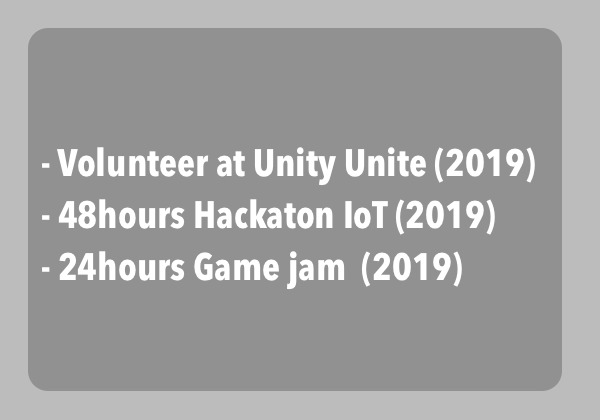 - Volunteer at Unity Unite (2019)
- 48hours Hackaton IoT (2019)
- 24hours Game jam  (2019)